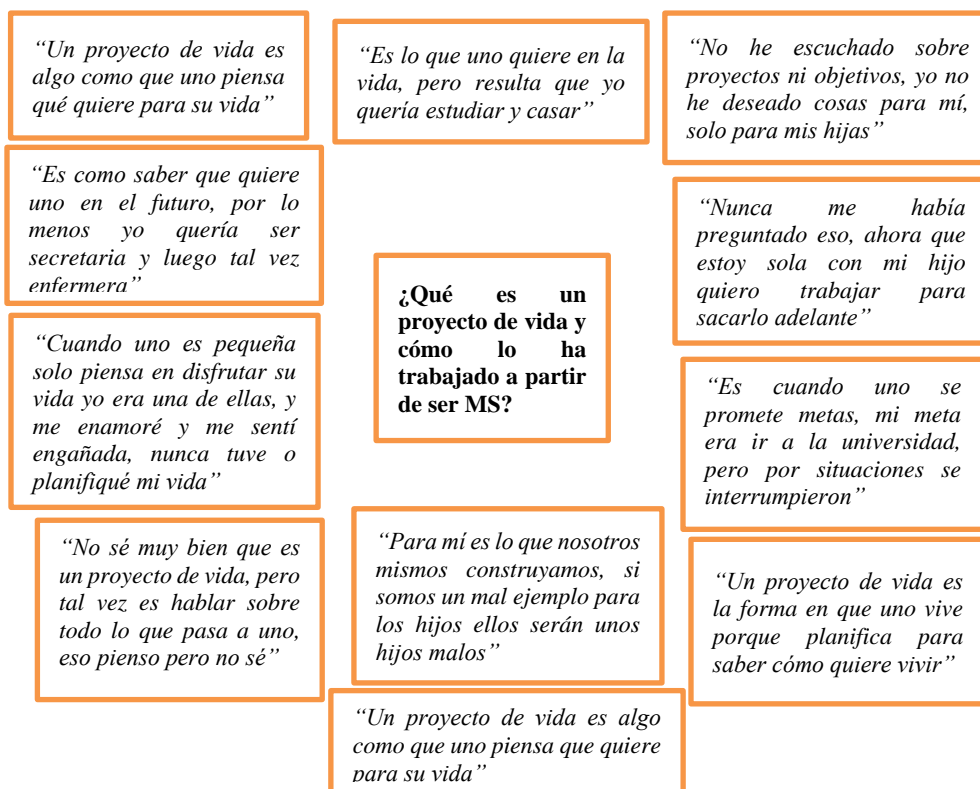 “Un proyecto de vida es
algo como que uno piensa
qué quiere para su vida”
“Es lo que uno quiere en la
vida, pero resulta que yo
quería estudiar y casar”
“No he escuchado sobre
proyectos ni objetivos, yo no
he deseado cosas para mí,
solo para mis hijas”
“Es como saber que quiere
uno en el futuro, por lo
menos yo quería ser
secretaria y luego tal vez
enfermera”
“Nunca me había
preguntado eso, ahora que
estoy sola con mi hijo
quiero trabajar para
sacarlo adelante”
¿Qué es un
proyecto de vida y
cómo lo ha
trabajado a partir
de ser MS?
“Cuando uno es pequeña
solo piensa en disfrutar su
vida yo era una de ellas, y
me enamoré y me sentí
engañada, nunca tuve o
planifiqué mi vida”
“Es cuando uno se
promete metas, mi meta
era ir a la universidad,
pero por situaciones se
interrumpieron”
“No sé muy bien que es
un proyecto de vida, pero
tal vez es hablar sobre
todo lo que pasa a uno,
eso pienso pero no sé”
“Para mí es lo que nosotros
mismos construyamos, si
somos un mal ejemplo para
los hijos ellos serán unos
hijos malos”
“Un proyecto de vida es
la forma en que uno vive
porque planifica para
saber cómo quiere vivir”
“Un proyecto de vida es algo
como que uno piensa que quiere
para su vida”